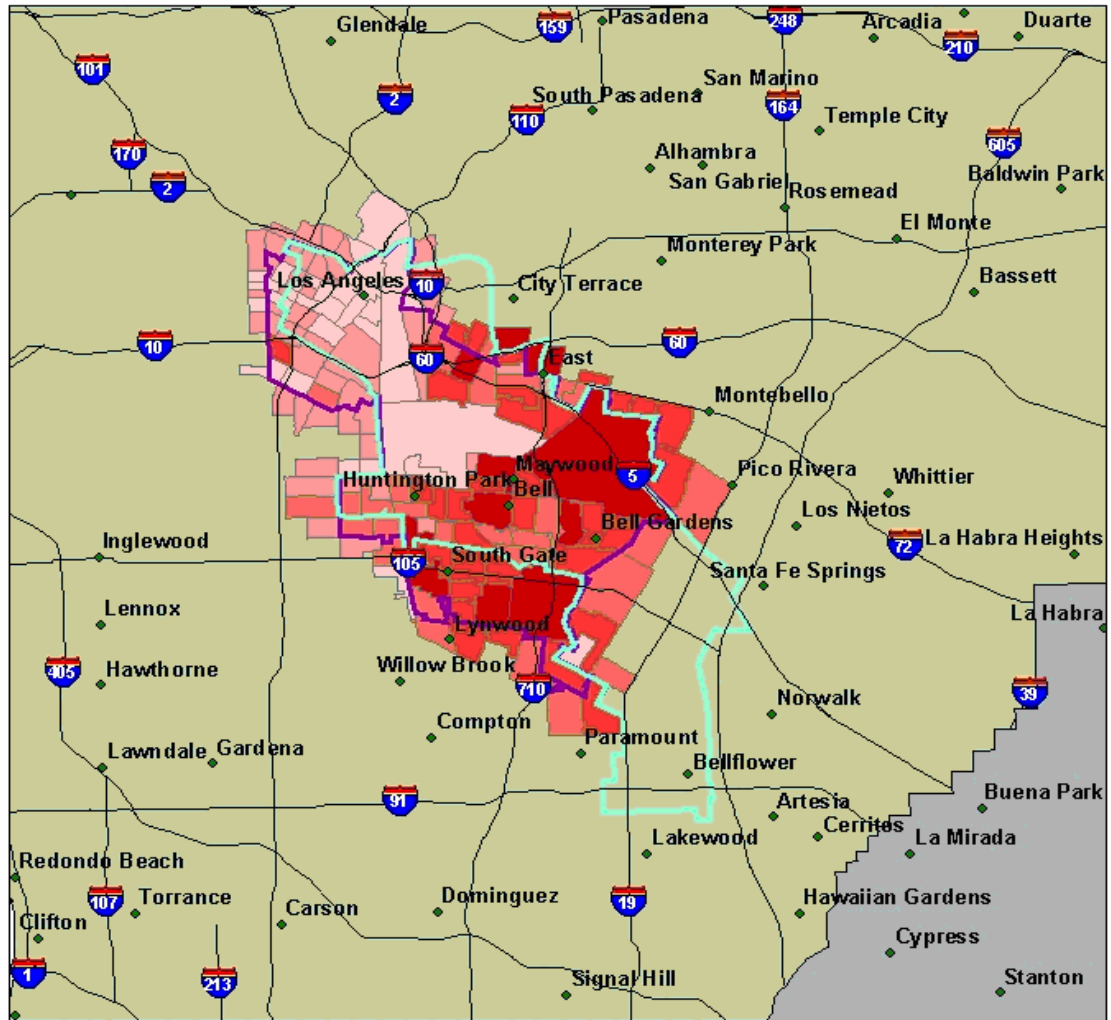 Glendale
159
Pasadena
248
Arcadia
210
Duarte
101
2
South Pasadena
110
San Marino
164
Temple City
605
170
2
Alhambra
San Gabriel
Rosemead
Baldwin Park
El Monte
Monterey Park
Bassett
Los Angeles
10
City Terrace
10
60
East
60
Montebello
Maywood
5
Pico Rivera
Whittier
Huntington Park
Bell
Los Nietos
Bell Gardens
72
La Habra Heights
Inglewood
105
South Gate
Santa Fe Springs
Lennox
La Habra
Lynwood
405
Hawthorne
Willow Brook
710
39
Norwalk
Compton
Paramount
Lawndale
Gardena
Bellflower
91
Artesia
Buena Park
Cerritos
Lakewood
La Mirada
Redondo Beach
107
Torrance
Carson
Dominguez
19
Hawaiian Gardens
Clifton
Cypress
1
213
Signal Hill
Stanton